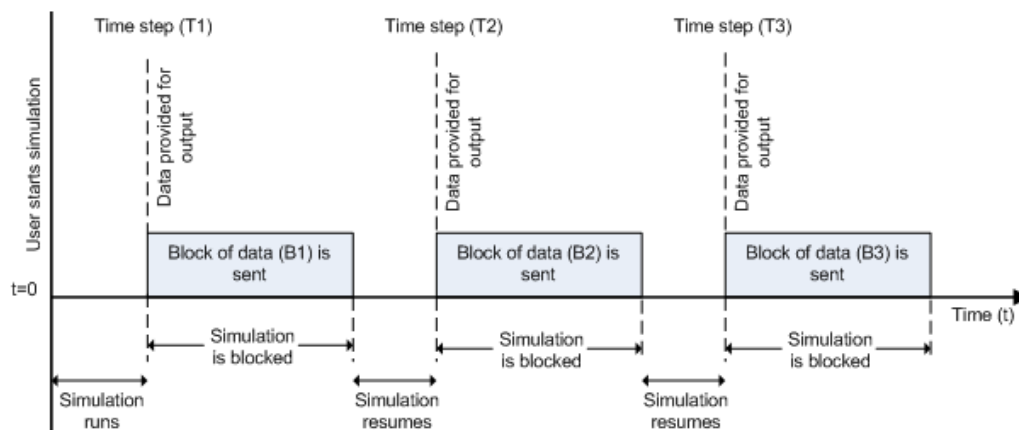 Time step (T1)
Time step (T2)
Time step (T3)
User starts simulation
Data provided for
output
Data provided for
output
Data provided for
output
Block of data (B1) is
sent
Block of data (B2) is
sent
Block of data (B3) is
sent
t=0
Time (t)
Simulation
is blocked
Simulation
is blocked
Simulation
is blocked
Simulation
runs
Simulation
resumes
Simulation
resumes